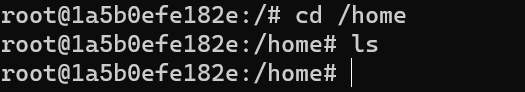 root@1a5b0efe182e:/# cd /home
root@1a5b0efe182e:/home# ls
root@1a5b0efe182e:/home#